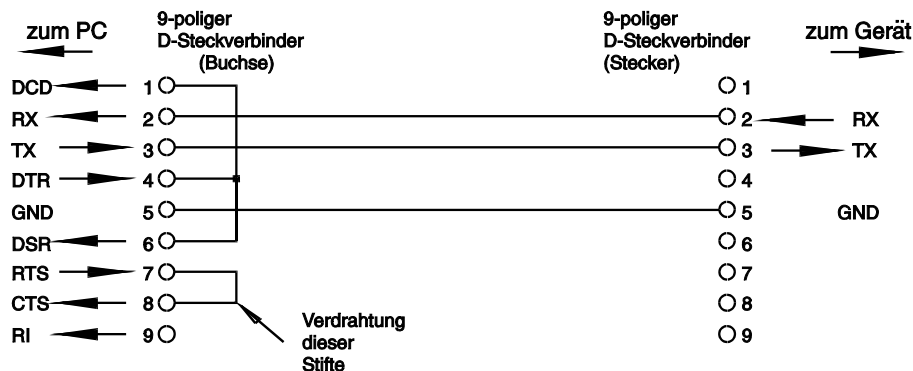 zum PC
9-poliger
D-Steckverbinder
(Buchse)
9-poliger
D-Steckverbinder
(Stecker)
zum Gerät
DCD 1 1
RX 2 2 RX
TX 3 3 TX
DTR 4 4
GND 5 5 GND
DSR 6 6
RTS 7 7
CTS 8 8
RI 9 9
Verdrahtung
dieser
Stifte